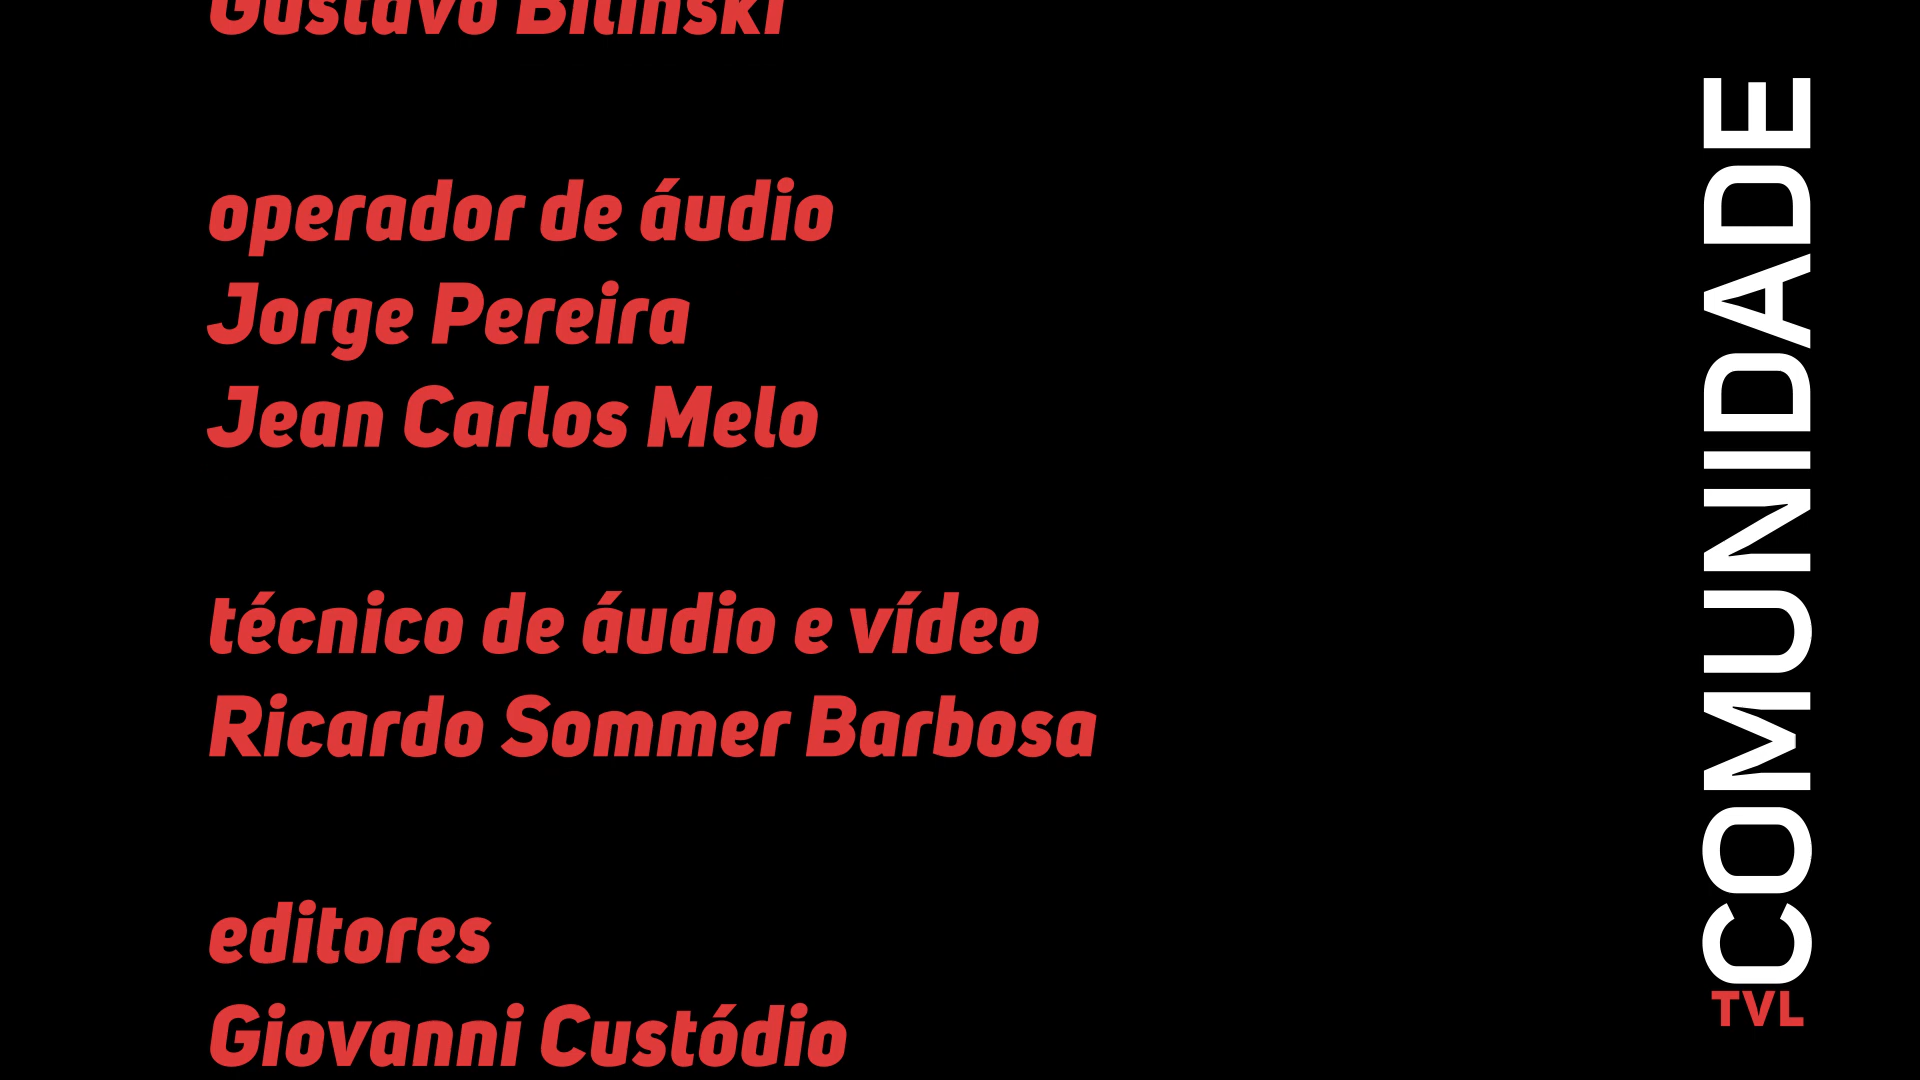 Gustavo Bilinski
operador de áudio
Jorge Pereira
Jean Carlos Melo
técnico de áudio e vídeo
Ricardo Sommer Barbosa
editores
Giovanni Custódio
COMUNIDADE
TVL